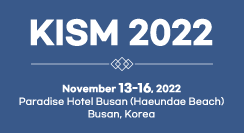 KISM 2022
November 13-16, 2022
Paradise Hotel Busan (Haeundae Beach)
Busan, Korea